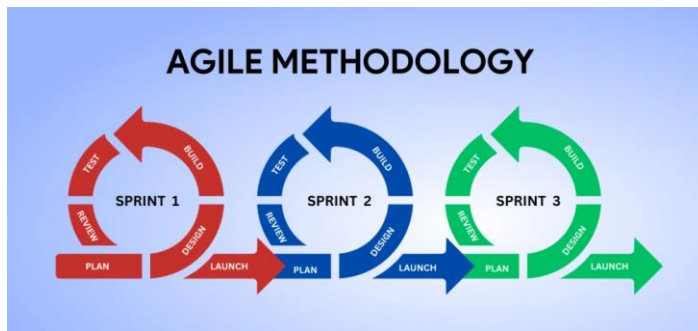 AGILE METHODOLOGY
SPRINT 1
PLAN
DESIGN
BUILD
TEST
REVIEW
LAUNCH
SPRINT 2
PLAN
DESIGN
BUILD
TEST
REVIEW
LAUNCH
SPRINT 3
PLAN
DESIGN
BUILD
TEST
REVIEW
LAUNCH